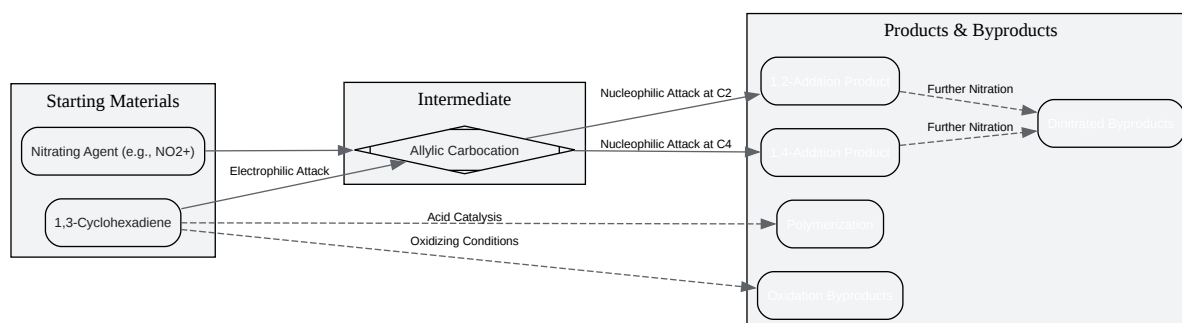 Products & Byproducts
Starting Materials
Intermediate
1,2-Addition Product
Nucleophilic Attack at C2
Further Nitration
Dinitrated Byproducts
Nitrating Agent (e.g., NO2+)
Allylic Carbocation
Nucleophilic Attack at C4
Further Nitration
1,4-Addition Product
Electrophilic Attack
1,3-Cyclohexadiene
Acid Catalysis
Polymerization
Oxidizing Conditions
Oxidation Byproducts